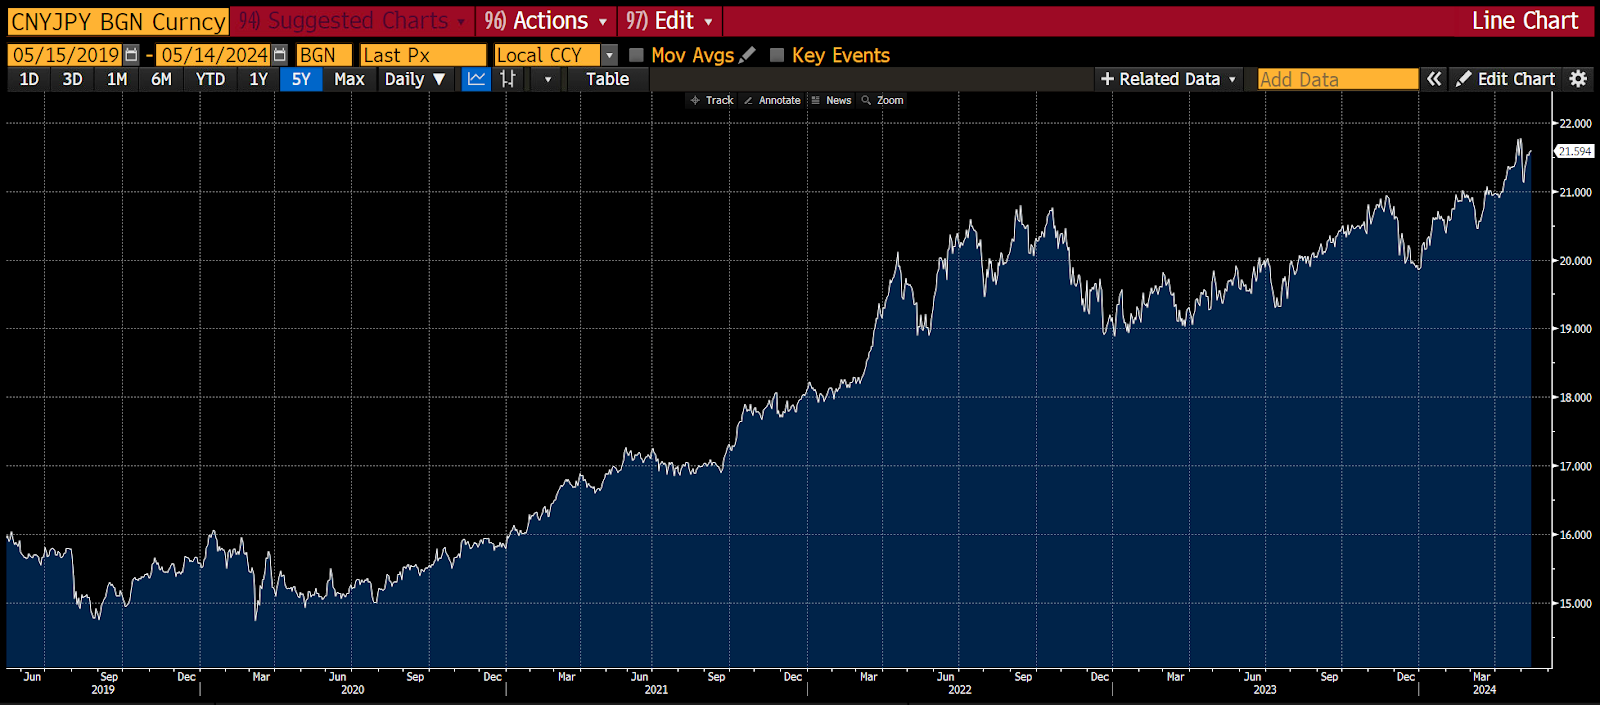 CNYJPY BGN Curncy 94) Suggested Charts 96) Actions 97) Edit Line Chart
05/15/2019 - 05/14/2024 BGN Last Px Local CCY Mov Avgs Key Events
1D 3D 1M 6M YTD 1Y 5Y Max Daily ▼ Table + Related Data Add Data « Edit Chart
Track Annotate News Zoom
22.000
21.594
21.000
20.000
19.000
18.000
17.000
16.000
15.000
Jun Sep Dec Mar Jun Sep Dec Mar Jun Sep Dec Mar Jun Sep Dec Mar Jun Sep Dec Mar
2019 2020 2021 2022 2023 2024